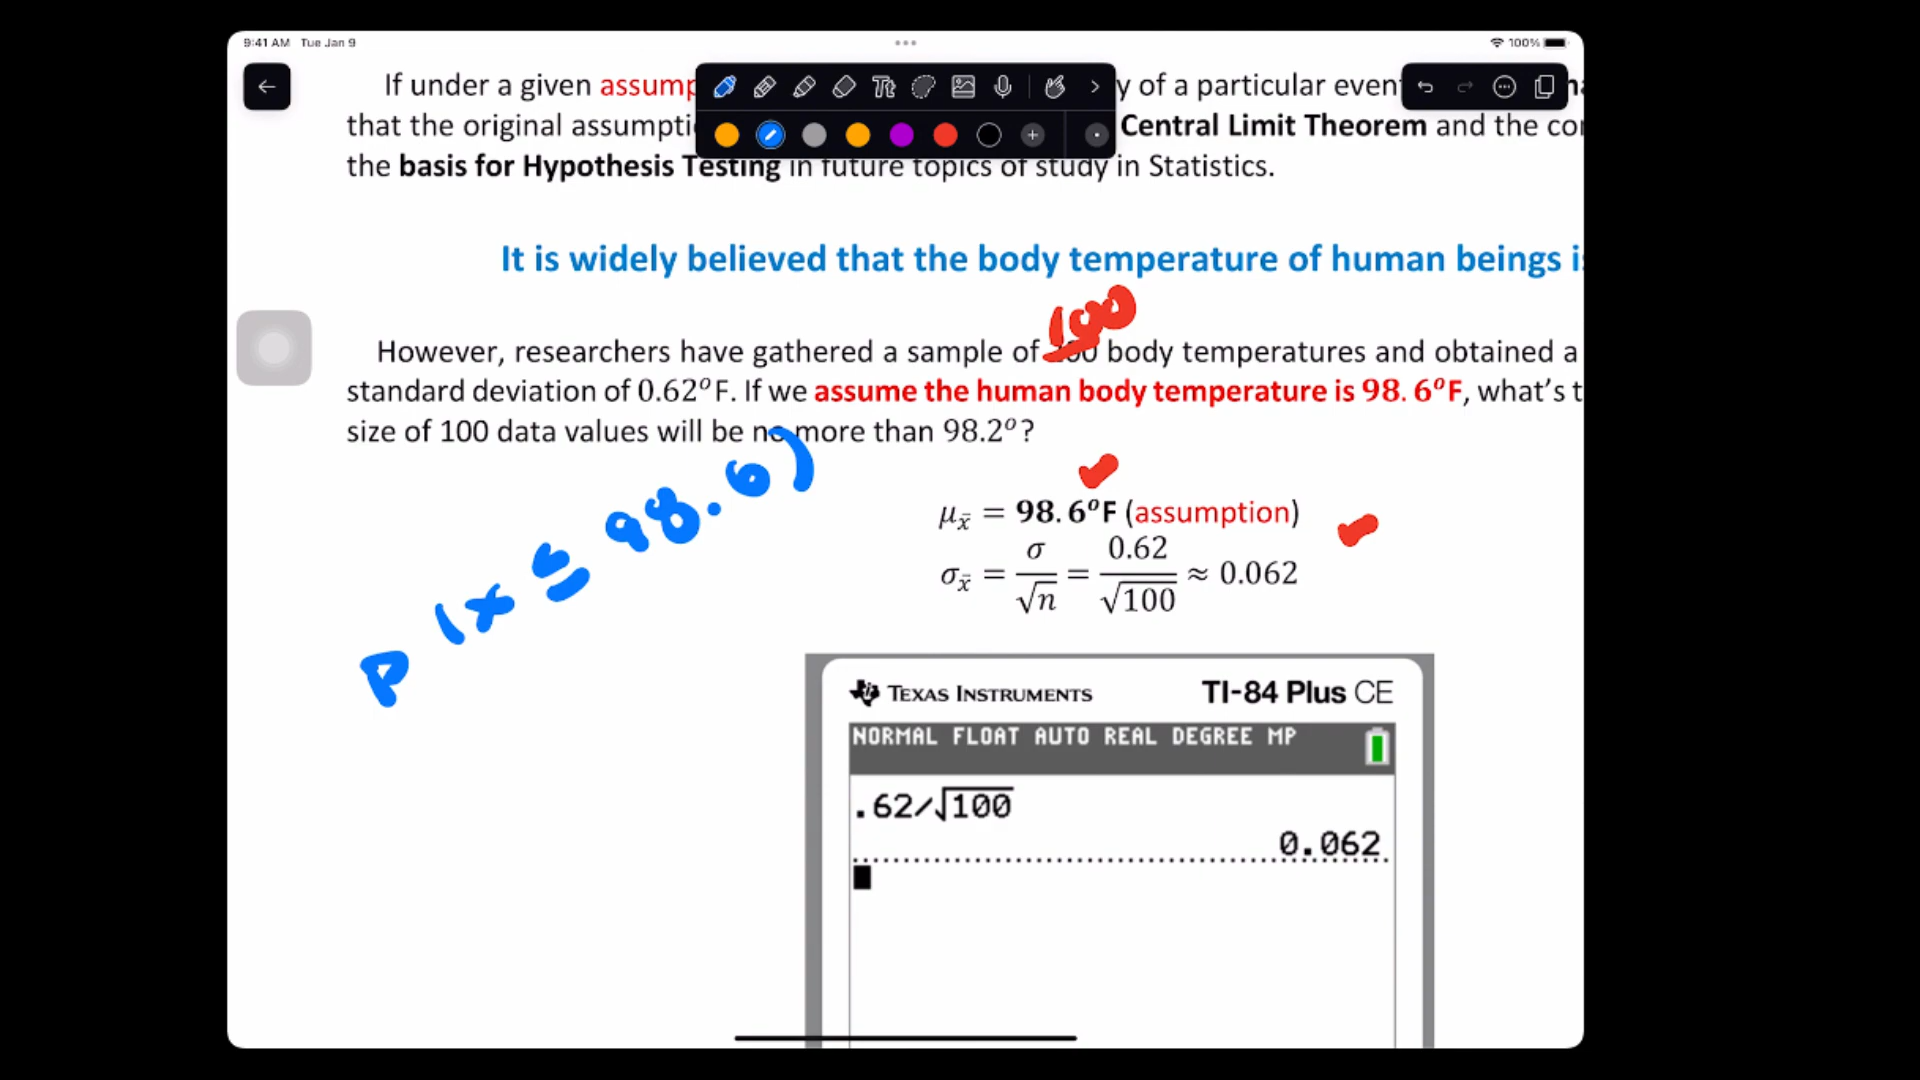 9:41 AM Tue Jan 9
100%
If under a given assump y of a particular even
that the original assumpti Central Limit Theorem and the co
the basis for Hypothesis Testing in future topics of study in Statistics.
It is widely believed that the body temperature of human beings i
100
However, researchers have gathered a sample of body temperatures and obtained a
standard deviation of 0.62°F. If we assume the human body temperature is 98.6°F, what's t
size of 100 data values will be no more than 98.2°?
P (x ≤ 98.6)
μx̄ = 98.6°F (assumption)
σx̄ = σ/√n = 0.62/√100 ≈ 0.062
TEXAS INSTRUMENTS TI-84 Plus CE
NORMAL FLOAT AUTO REAL DEGREE MP
.62/√100
0.062